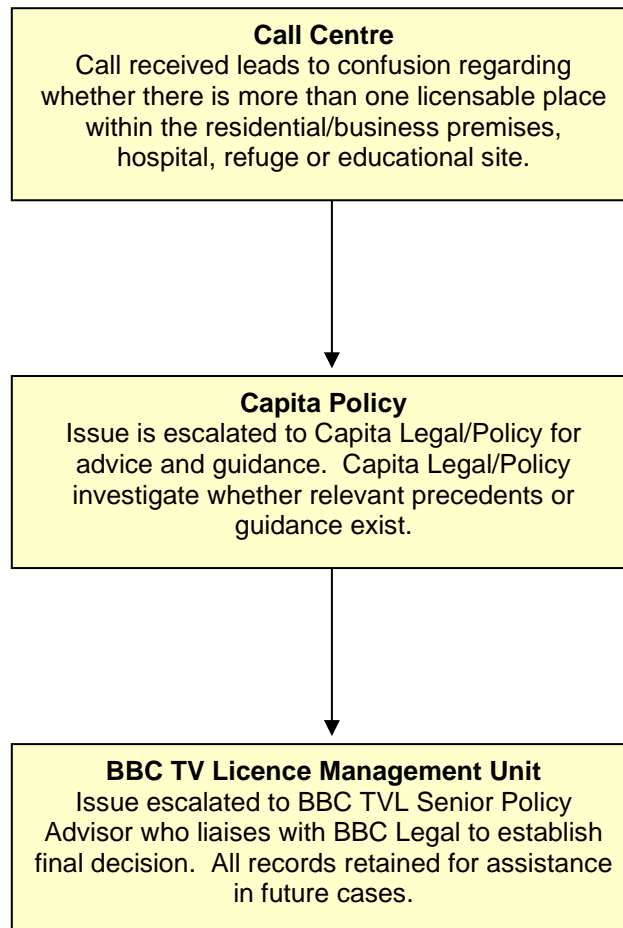 Call Centre
Call received leads to confusion regarding
whether there is more than one licensable place
within the residential/business premises,
hospital, refuge or educational site.
Capita Policy
Issue is escalated to Capita Legal/Policy for
advice and guidance.  Capita Legal/Policy
investigate whether relevant precedents or
guidance exist.
BBC TV Licence Management Unit
Issue escalated to BBC TVL Senior Policy
Advisor who liaises with BBC Legal to establish
final decision.  All records retained for assistance
in future cases.